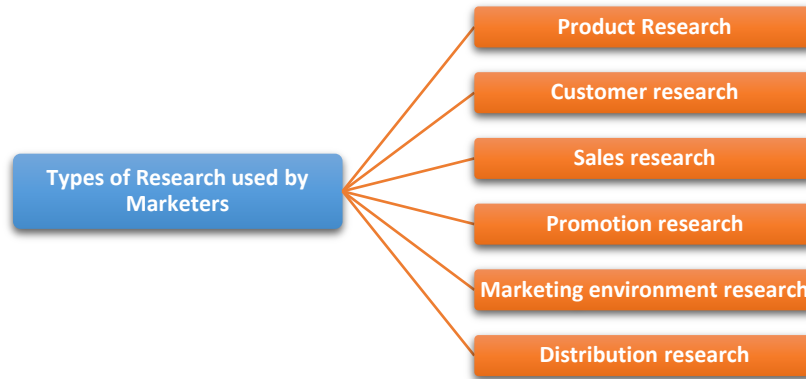 Types of Research used by
Marketers
Product Research
Customer research
Sales research
Promotion research
Marketing environment research
Distribution research